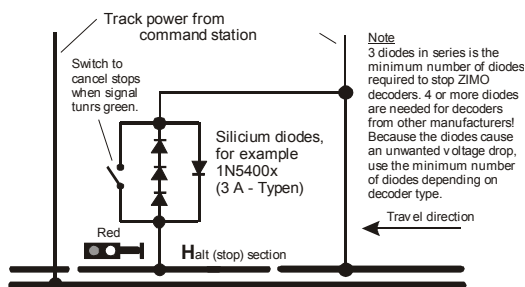 Track power from
command station
Switch to
cancel stops
when signal
tunrs green.
Silicium diodes,
for example
1N5400x
(3 A - Typen)
Note
3 diodes in series is the
minimum number of diodes
required to stop ZIMO
decoders. 4 or more diodes
are needed for decoders
from other manufacturers!
Because the diodes cause
an unwanted voltage drop,
use the minimum number
of diodes depending on
decoder type.
Travel direction
Red
Halt (stop) section